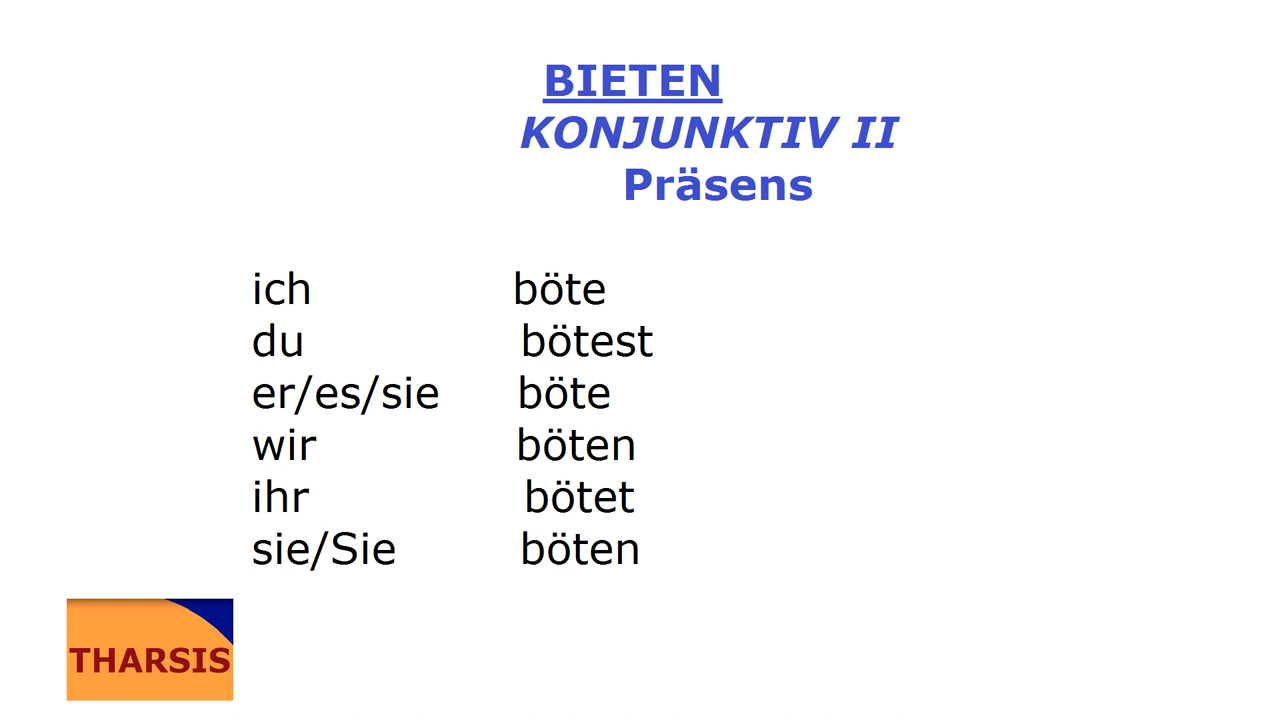 BIETEN
KONJUNKTIV II
Präsens
ich böte
du bötest
er/es/sie böte
wir böten
ihr bötet
sie/Sie böten
THARSIS